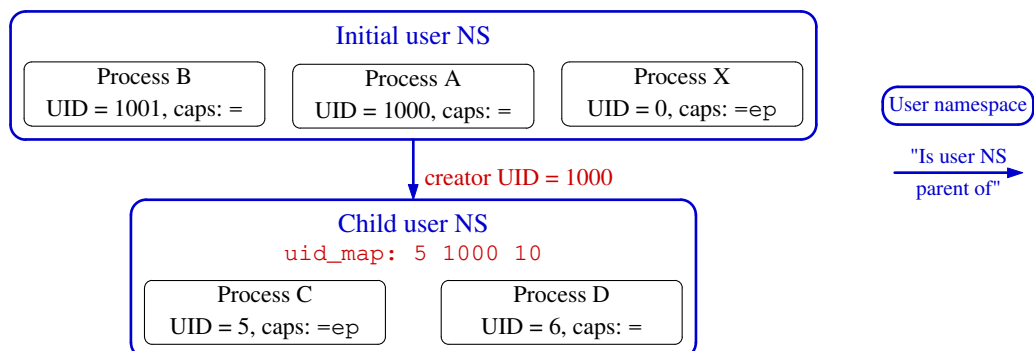 Initial user NS
Process B
UID = 1001, caps: =
Process A
UID = 1000, caps: =
Process X
UID = 0, caps: =ep
creator UID = 1000
Child user NS
uid_map: 5 1000 10
Process C
UID = 5, caps: =ep
Process D
UID = 6, caps: =
User namespace
"Is user NS
parent of"